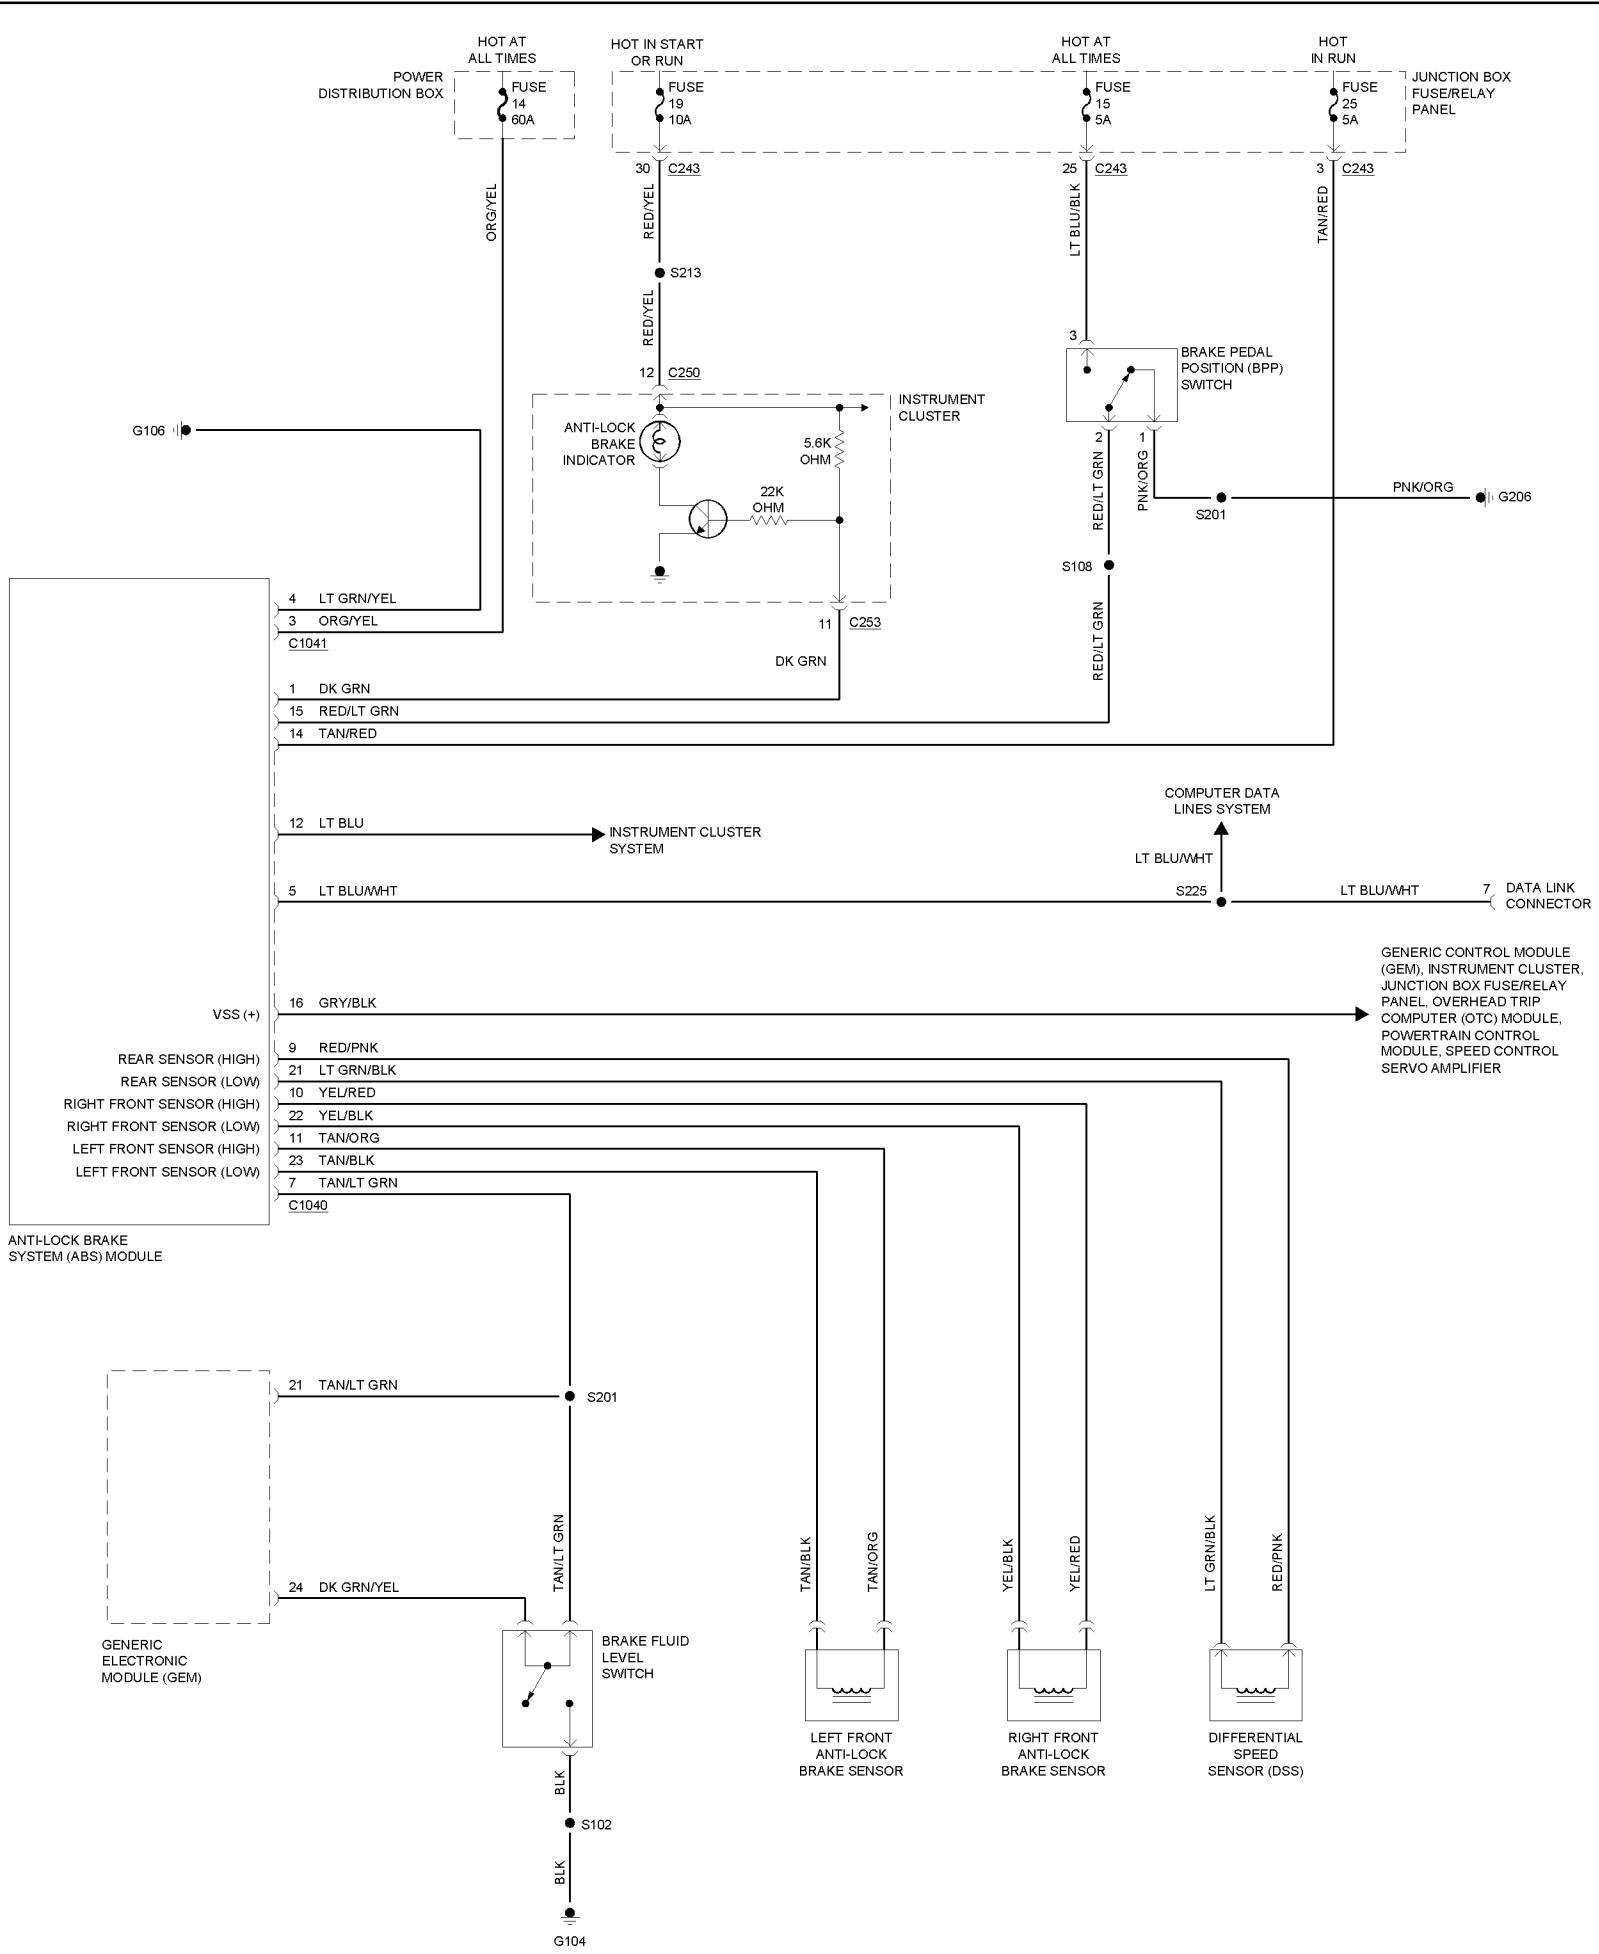 HOT AT
ALL TIMES
HOT IN START
OR RUN
HOT AT
ALL TIMES
HOT
IN RUN
POWER
DISTRIBUTION BOX
FUSE
14
60A
FUSE
19
10A
FUSE
15
5A
FUSE
25
5A
JUNCTION BOX
FUSE/RELAY
PANEL
30 C243
25 C243
3 C243
ORG/YEL
RED/YEL
LT BLU/BLK
TAN/RED
S213
RED/YEL
3
BRAKE PEDAL
POSITION (BPP)
SWITCH
12 C250
INSTRUMENT
CLUSTER
G106
ANTI-LOCK
BRAKE
INDICATOR
5.6K
OHM
22K
OHM
2
1
RED/LT GRN
PNK/ORG
PNK/ORG
G206
S201
S108
RED/LT GRN
4 LT GRN/YEL
3 ORG/YEL
C1041
11 C253
DK GRN
1 DK GRN
15 RED/LT GRN
14 TAN/RED
COMPUTER DATA
LINES SYSTEM
12 LT BLU
INSTRUMENT CLUSTER
SYSTEM
LT BLU/WHT
5 LT BLU/WHT
S225
LT BLU/WHT
7
DATA LINK
CONNECTOR
GENERIC CONTROL MODULE
(GEM), INSTRUMENT CLUSTER,
JUNCTION BOX FUSE/RELAY
PANEL, OVERHEAD TRIP
COMPUTER (OTC) MODULE,
POWERTRAIN CONTROL
MODULE, SPEED CONTROL
SERVO AMPLIFIER
VSS (+) 16 GRY/BLK
REAR SENSOR (HIGH) 9 RED/PNK
REAR SENSOR (LOW) 21 LT GRN/BLK
RIGHT FRONT SENSOR (HIGH) 10 YEL/RED
RIGHT FRONT SENSOR (LOW) 22 YEL/BLK
LEFT FRONT SENSOR (HIGH) 11 TAN/ORG
LEFT FRONT SENSOR (LOW) 23 TAN/BLK
7 TAN/LT GRN
C1040
ANTI-LOCK BRAKE
SYSTEM (ABS) MODULE
21 TAN/LT GRN
S201
TAN/LT GRN
TAN/BLK
TAN/ORG
YEL/BLK
YEL/RED
LT GRN/BLK
RED/PNK
24 DK GRN/YEL
GENERIC
ELECTRONIC
MODULE (GEM)
BRAKE FLUID
LEVEL
SWITCH
LEFT FRONT
ANTI-LOCK
BRAKE SENSOR
RIGHT FRONT
ANTI-LOCK
BRAKE SENSOR
DIFFERENTIAL
SPEED
SENSOR (DSS)
BLK
S102
BLK
G104